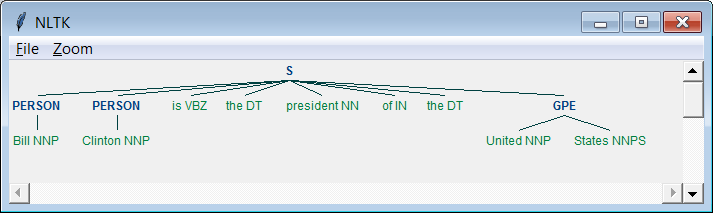 NLTK
File Zoom
S
PERSON PERSON is VBZ the DT president NN of IN the DT GPE
Bill NNP Clinton NNP United NNP States NNPS